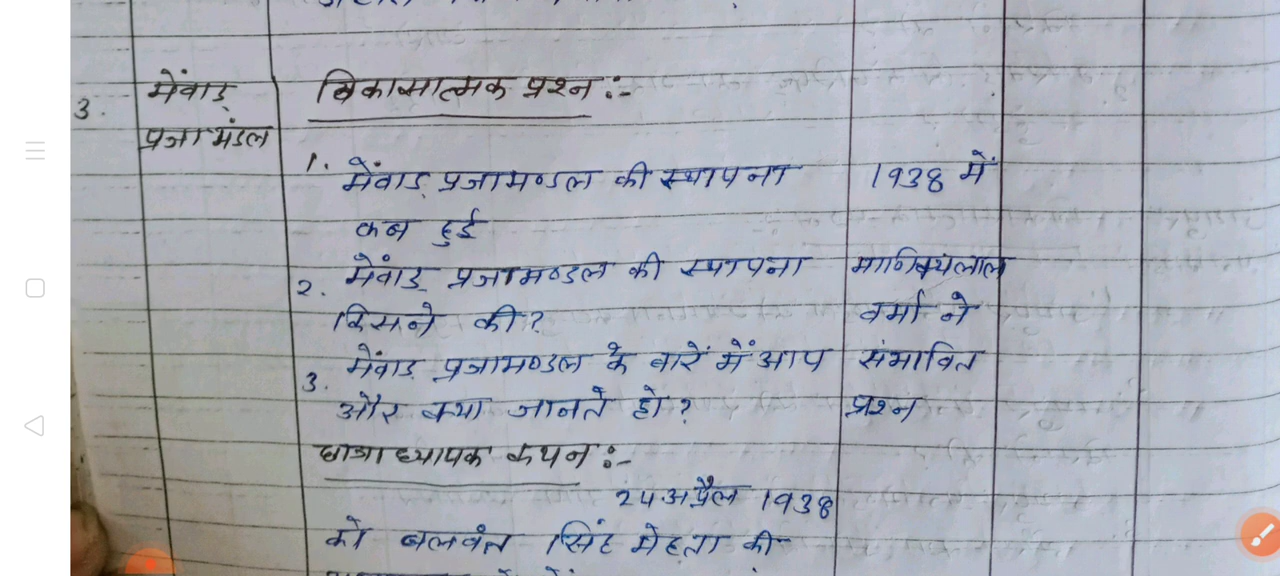 3. मेंवाड़ विकासात्मक प्रश्न :-
प्रजामंडल
1. मेंवाड़ प्रजामण्डल की स्थापना 1938 में
कब हुई
2. मेंवाड़ प्रजामण्डल की स्थापना माणिक्यलाल
किसने की? वर्मा ने
3. मेंवाड़ प्रजामण्डल के बारें में आप संभावित
और क्या जानते हो? प्रश्न
छात्राध्यापक कथन :-
24 अप्रैल 1938
को बलवंत सिंह मेहता की